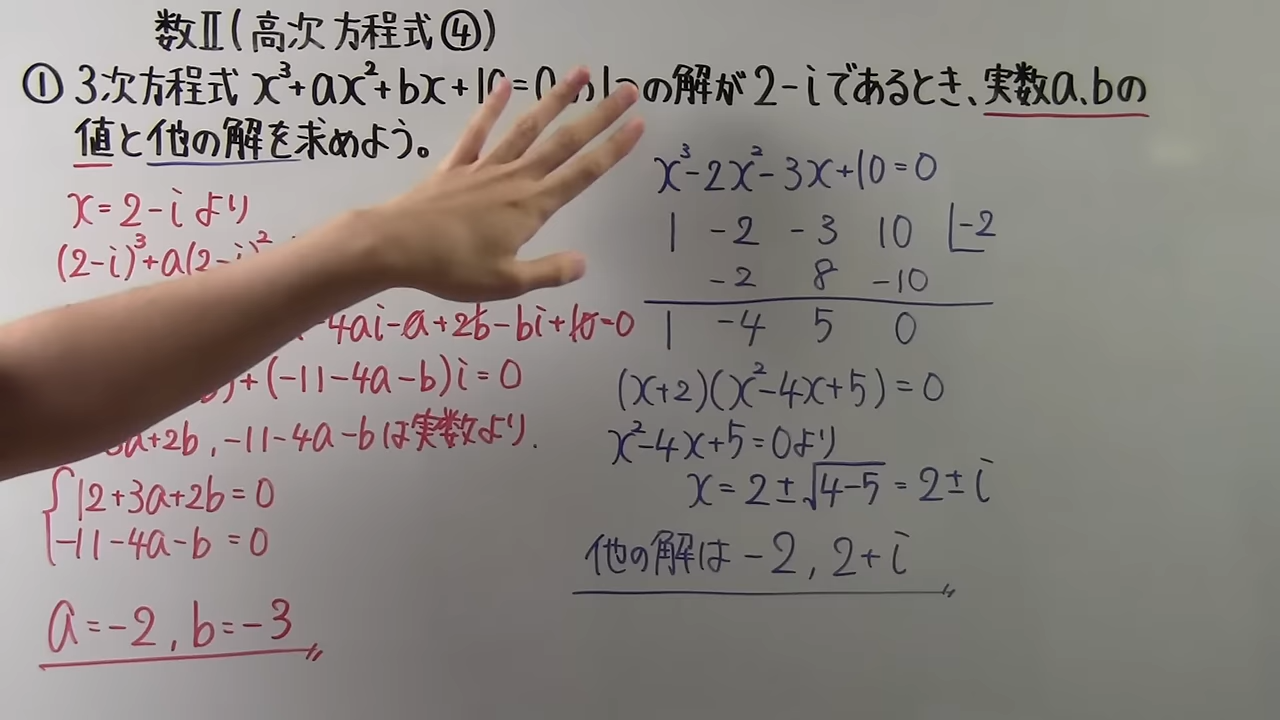 数Ⅱ(高次方程式④)
① 3次方程式 x³+ax²+bx+10=0の1つの解が2-iであるとき、実数a、bの
値と他の解を求めよう。
x=2-iより
(2-i)³+a(2-i)²
-4ai-a+2b-bi+10=0
)+(-11-4a-b)i=0
3a+2b, -11-4a-bは実数より.
12+3a+2b=0
-11-4a-b=0
a=-2, b=-3
x³-2x²-3x+10=0
1 -2 -3 10 -2
-2 8 -10
1 -4 5 0
(x+2)(x²-4x+5)=0
x²-4x+5=0より
x=2±√4-5=2±i
他の解は-2, 2+i